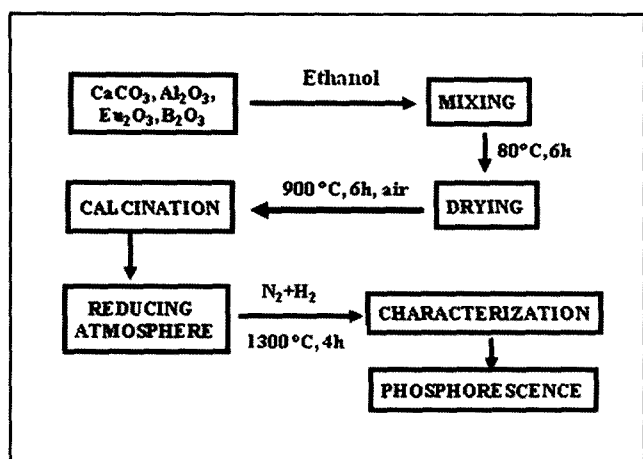 CaCO₃, Al₂O₃,
Eu₂O₃, B₂O₃
Ethanol
MIXING
80°C, 6h
DRYING
900°C, 6h, air
CALCINATION
REDUCING
ATMOSPHERE
N₂+H₂
1300°C, 4h
CHARACTERIZATION
PHOSPHORESCENCE